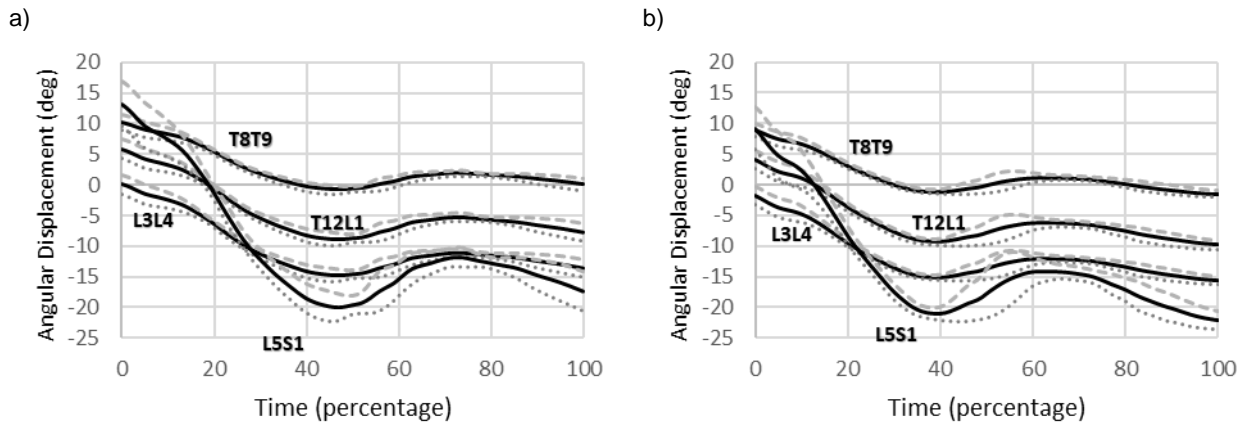 a)
b)
Angular Displacement (deg)
20
15
10
5
0
-5
-10
-15
-20
-25
T8T9
T12L1
L3L4
L5S1
0 20 40 60 80 100
Time (percentage)
Angular Displacement (deg)
20
15
10
5
0
-5
-10
-15
-20
-25
T8T9
T12L1
L3L4
L5S1
0 20 40 60 80 100
Time (percentage)